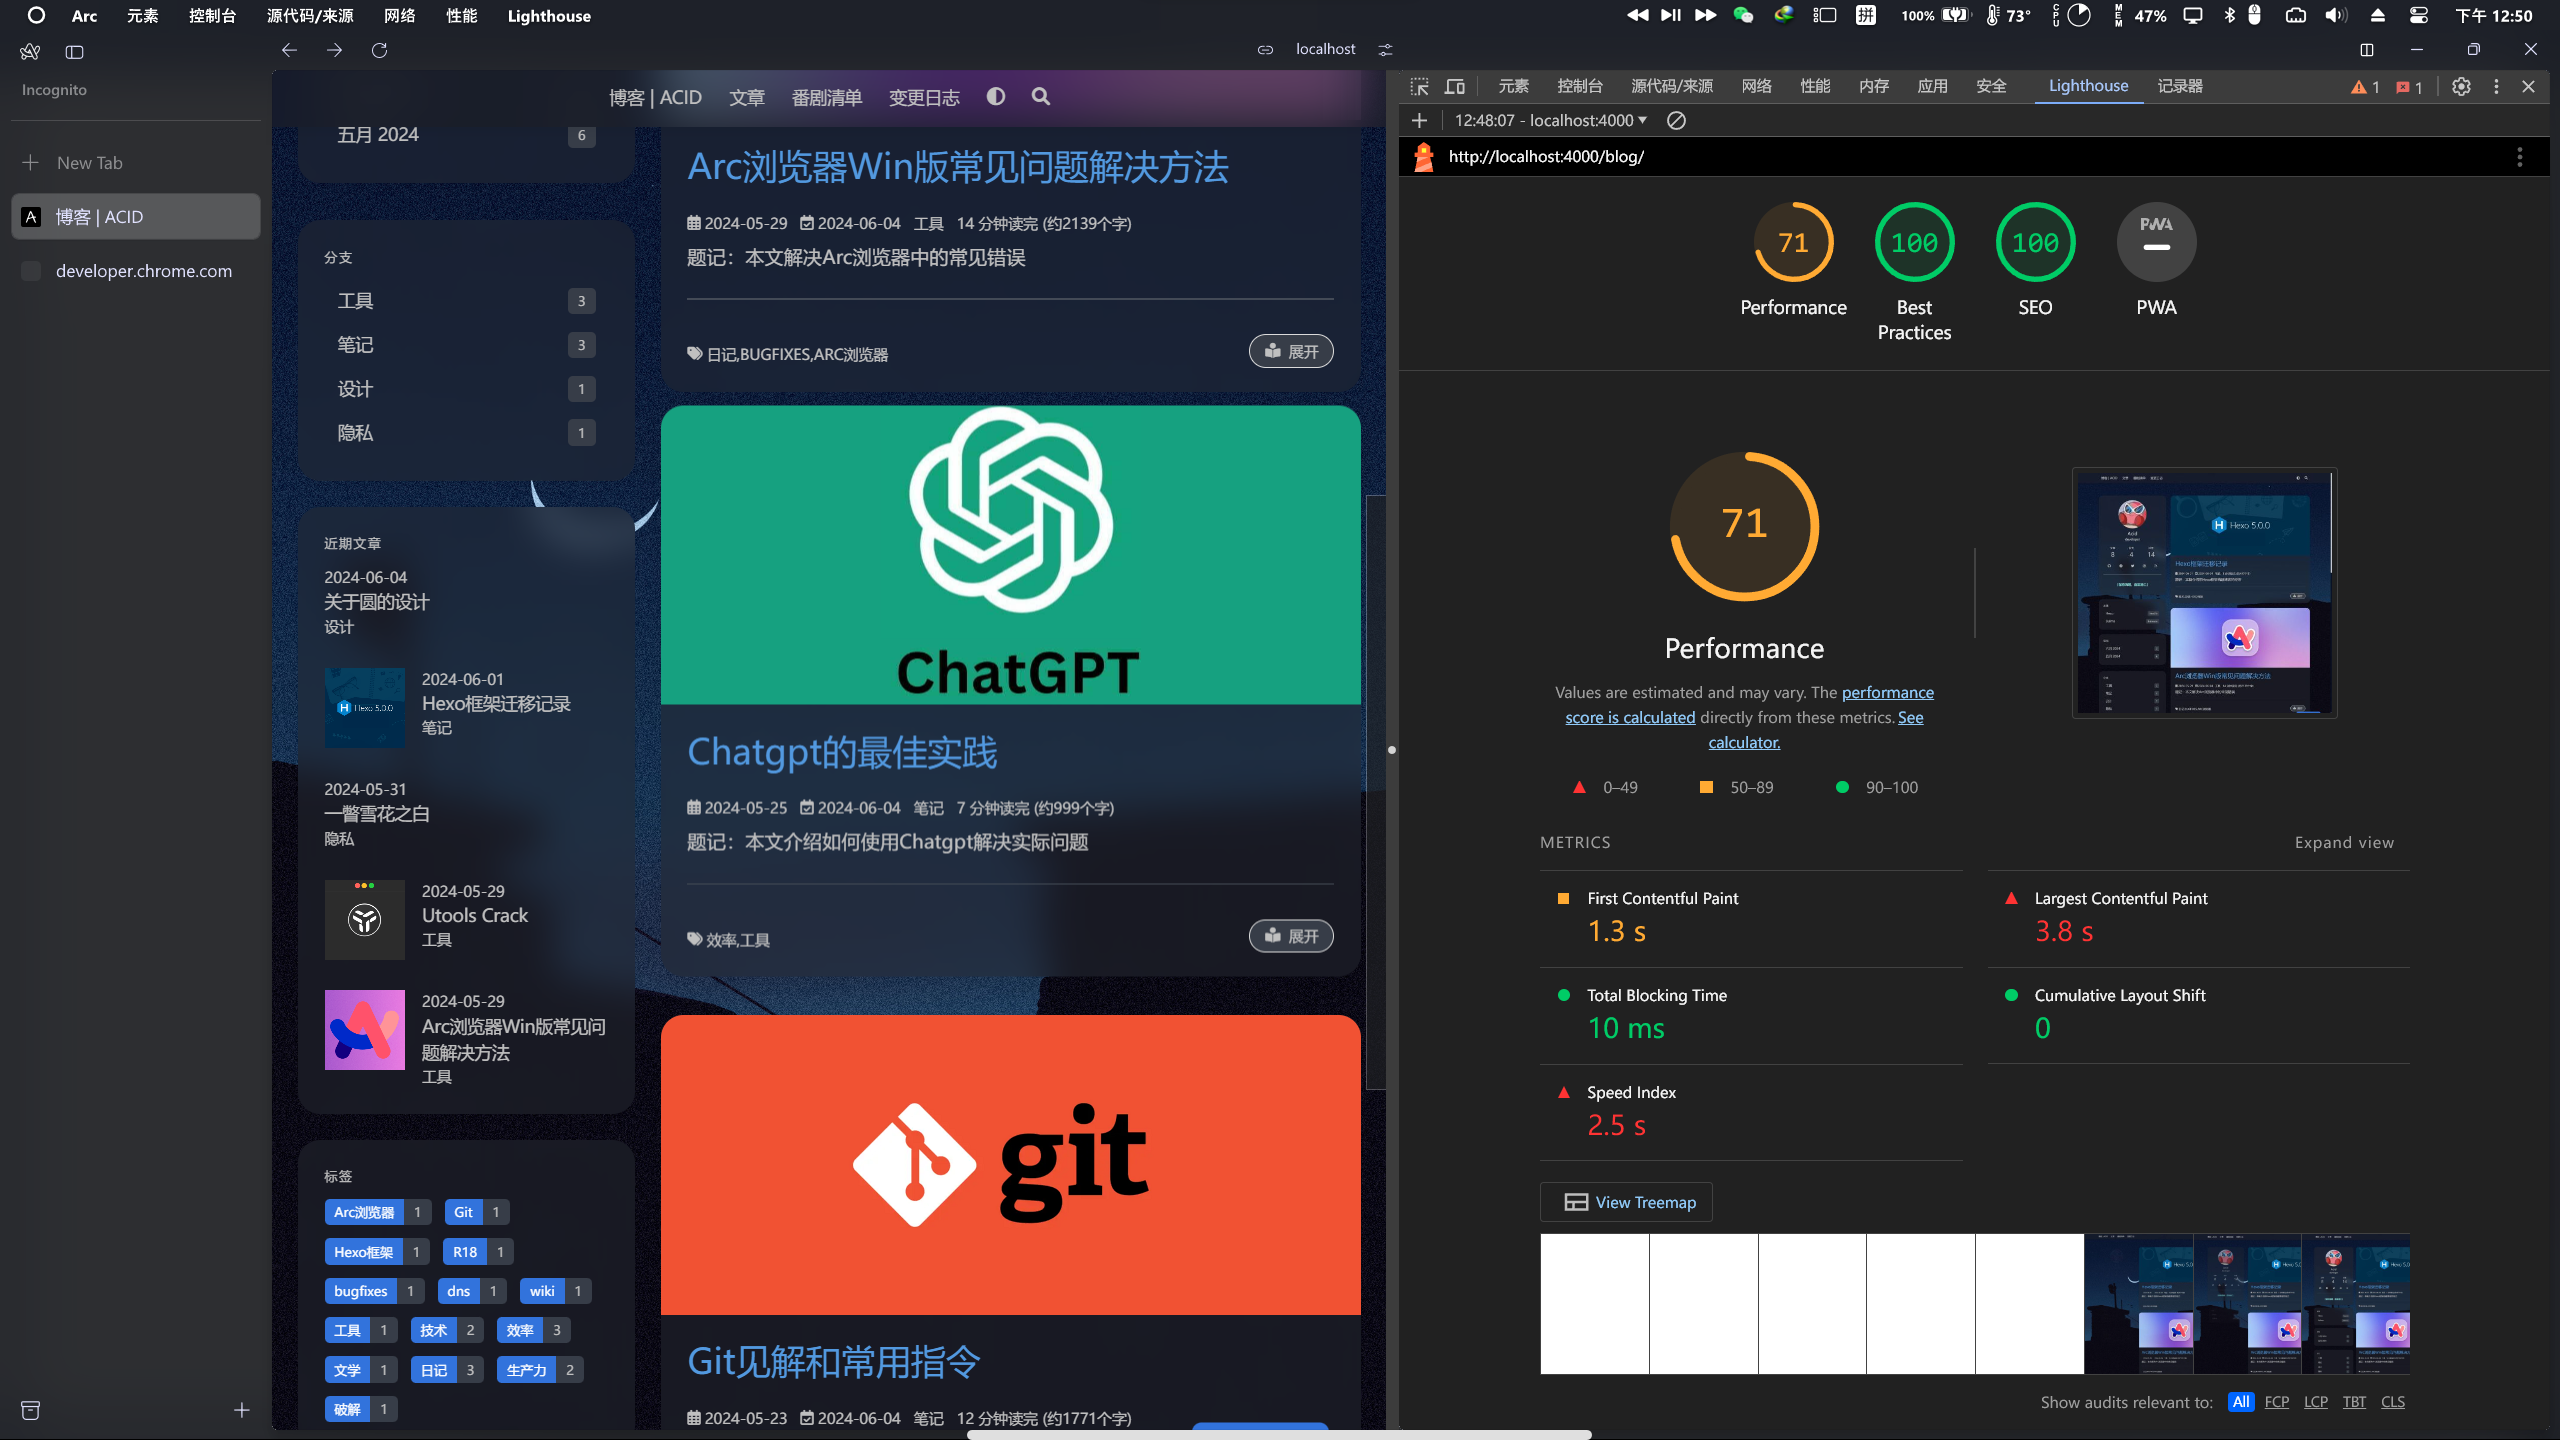 Arc 元素 控制台 源代码/来源 网络 性能 Lighthouse
拼 100% 73° CPU MEM 47% 下午 12:50
localhost
Incognito
New Tab
博客 | ACID
developer.chrome.com
博客 | ACID 文章 番剧清单 变更日志
五月 2024 6
分支
工具 3
笔记 3
设计 1
隐私 1
近期文章
2024-06-04
关于圆的设计
设计
Hexo 5.0.0
2024-06-01
Hexo框架迁移记录
笔记
2024-05-31
一瞥雪花之白
隐私
2024-05-29
Utools Crack
工具
2024-05-29
Arc浏览器Win版常见问
题解决方法
工具
标签
Arc浏览器 1 Git 1
Hexo框架 1 R18 1
bugfixes 1 dns 1 wiki 1
工具 1 技术 2 效率 3
文学 1 日记 3 生产力 2
破解 1
Arc浏览器Win版常见问题解决方法
2024-05-29 2024-06-04 工具 14 分钟读完 (约2139个字)
题记：本文解决Arc浏览器中的常见错误
日记,BUGFIXES,ARC浏览器 展开
ChatGPT
Chatgpt的最佳实践
2024-05-25 2024-06-04 笔记 7 分钟读完 (约999个字)
题记：本文介绍如何使用Chatgpt解决实际问题
效率,工具 展开
git
Git见解和常用指令
2024-05-23 2024-06-04 笔记 12 分钟读完 (约1771个字)
元素 控制台 源代码/来源 网络 性能 内存 应用 安全 Lighthouse 记录器 1 1
12:48:07 - localhost:4000
http://localhost:4000/blog/
71 100 100 PWA
Performance Best Practices SEO PWA
71
Performance
Values are estimated and may vary. The performance
score is calculated directly from these metrics. See
calculator.
0–49 50–89 90–100
METRICS Expand view
First Contentful Paint
1.3 s
Largest Contentful Paint
3.8 s
Total Blocking Time
10 ms
Cumulative Layout Shift
0
Speed Index
2.5 s
View Treemap
Show audits relevant to: All FCP LCP TBT CLS